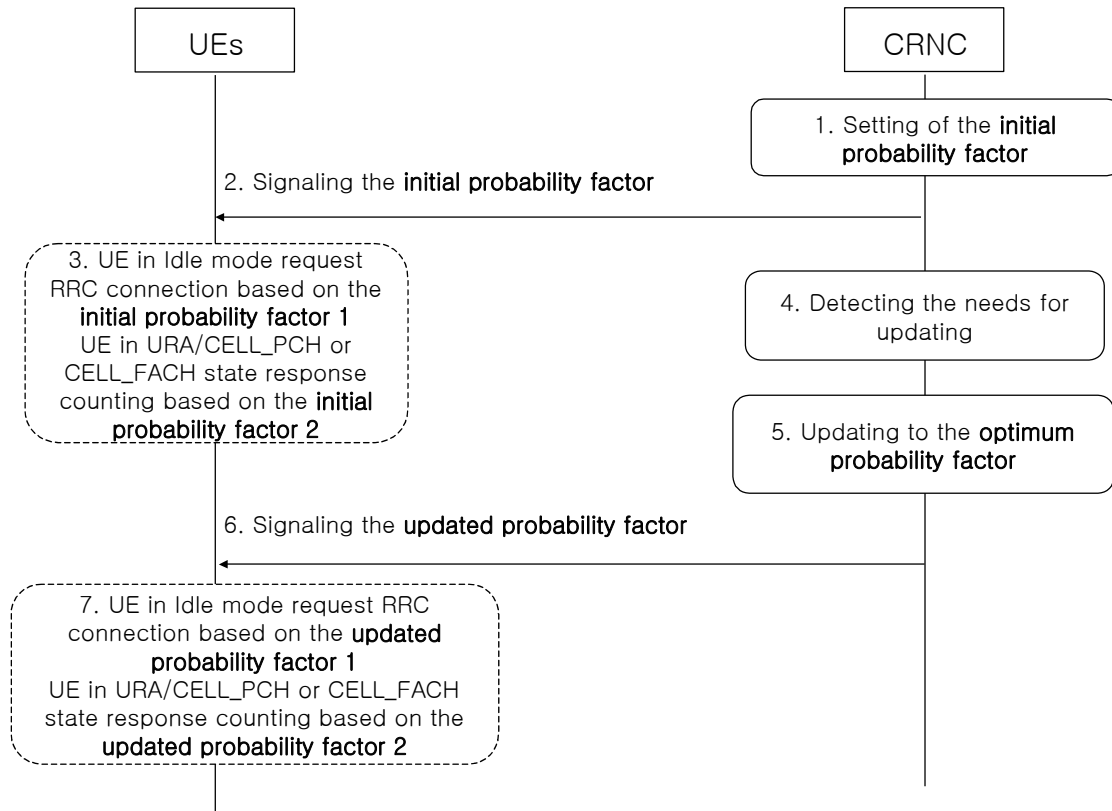 UEs
CRNC
1. Setting of the initial
probability factor
2. Signaling the initial probability factor
3. UE in Idle mode request
RRC connection based on the
initial probability factor 1
UE in URA/CELL_PCH or
CELL_FACH state response
counting based on the initial
probability factor 2
4. Detecting the needs for
updating
5. Updating to the optimum
probability factor
6. Signaling the updated probability factor
7. UE in Idle mode request RRC
connection based on the updated
probability factor 1
UE in URA/CELL_PCH or CELL_FACH
state response counting based on the
updated probability factor 2